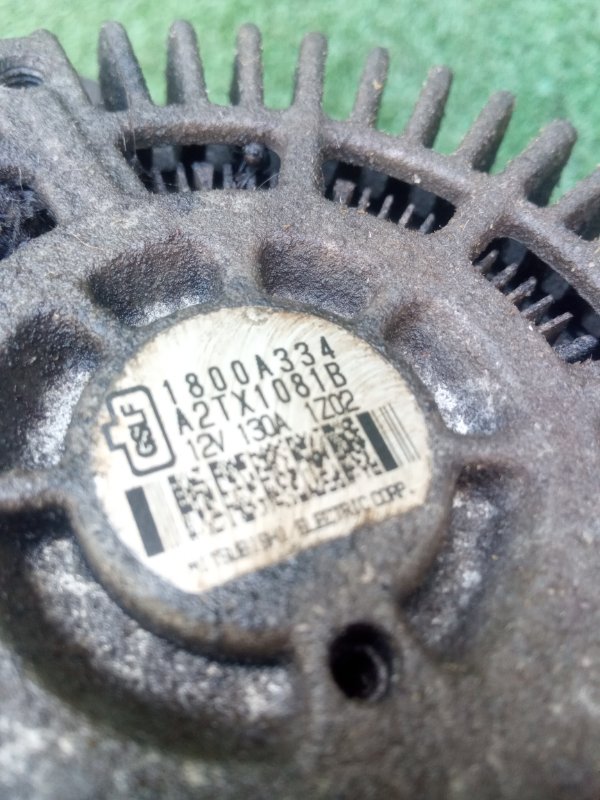 1800A334
A2TX1081B
12V 130A 1Z02
MITSUBISHI ELECTRIC CORP.